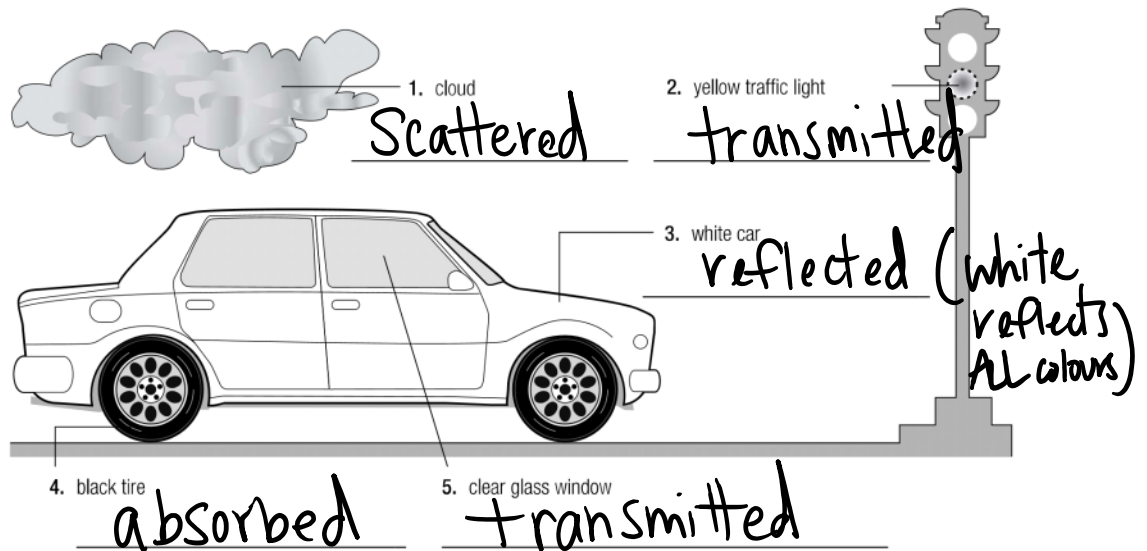 1. cloud
Scattered
2. yellow traffic light
transmitted
3. white car
reflected (white
reflects
ALL colours)
4. black tire
absorbed
5. clear glass window
transmitted